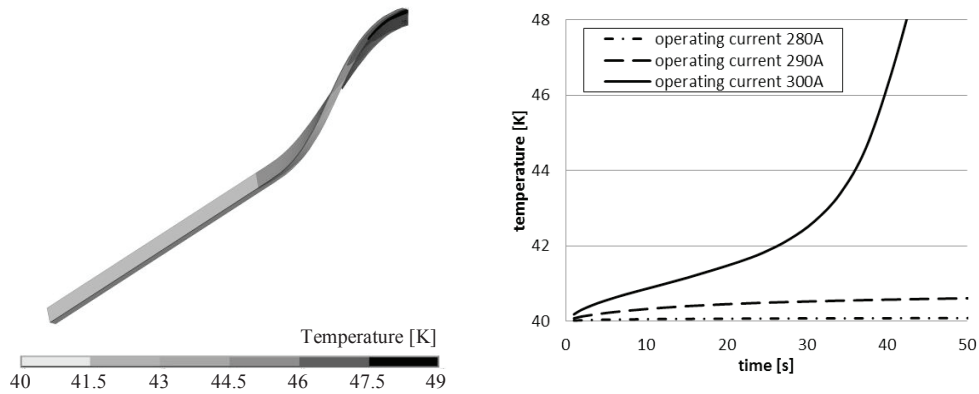 Temperature [K]
40 41.5 43 44.5 46 47.5 49
48
46
44
42
40
temperature [K]
operating current 280A
operating current 290A
operating current 300A
0 10 20 30 40 50
time [s]